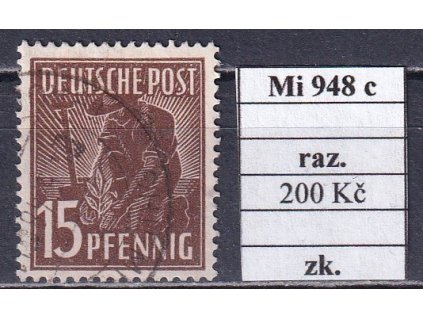 DEUTSCHE POST
15 PFENNIG
Mi 948 c
raz.
200 Kč
zk.